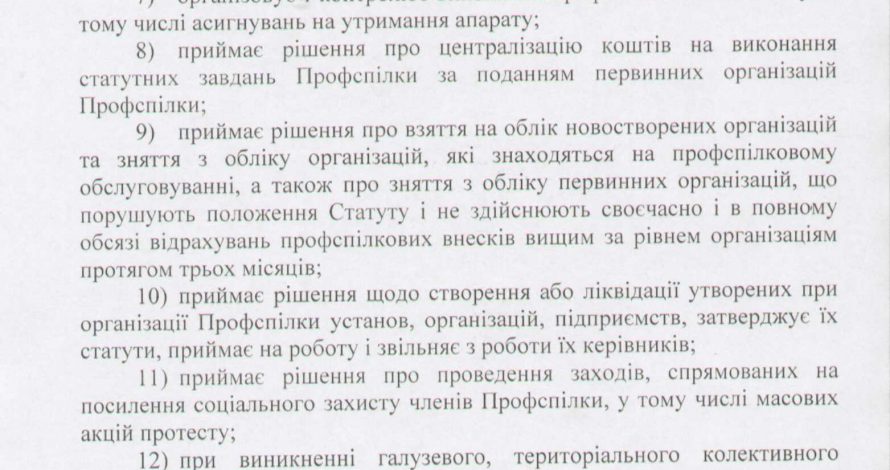 тому числі асигнувань на утримання апарату;
8) приймає рішення про централізацію коштів на виконання
статутних завдань Профспілки за поданням первинних організацій
Профспілки;
9) приймає рішення про взяття на облік новостворених організацій
та зняття з обліку організацій, які знаходяться на профспілковому
обслуговуванні, а також про зняття з обліку первинних організацій, що
порушують положення Статуту і не здійснюють своєчасно і в повному
обсязі відрахувань профспілкових внесків вищим за рівнем організаціям
протягом трьох місяців;
10) приймає рішення щодо створення або ліквідації утворених при
організації Профспілки установ, організацій, підприємств, затверджує їх
статути, приймає на роботу і звільняє з роботи їх керівників;
11) приймає рішення про проведення заходів, спрямованих на
посилення соціального захисту членів Профспілки, у тому числі масових
акцій протесту;
12) при виникненні галузевого, територіального колективного